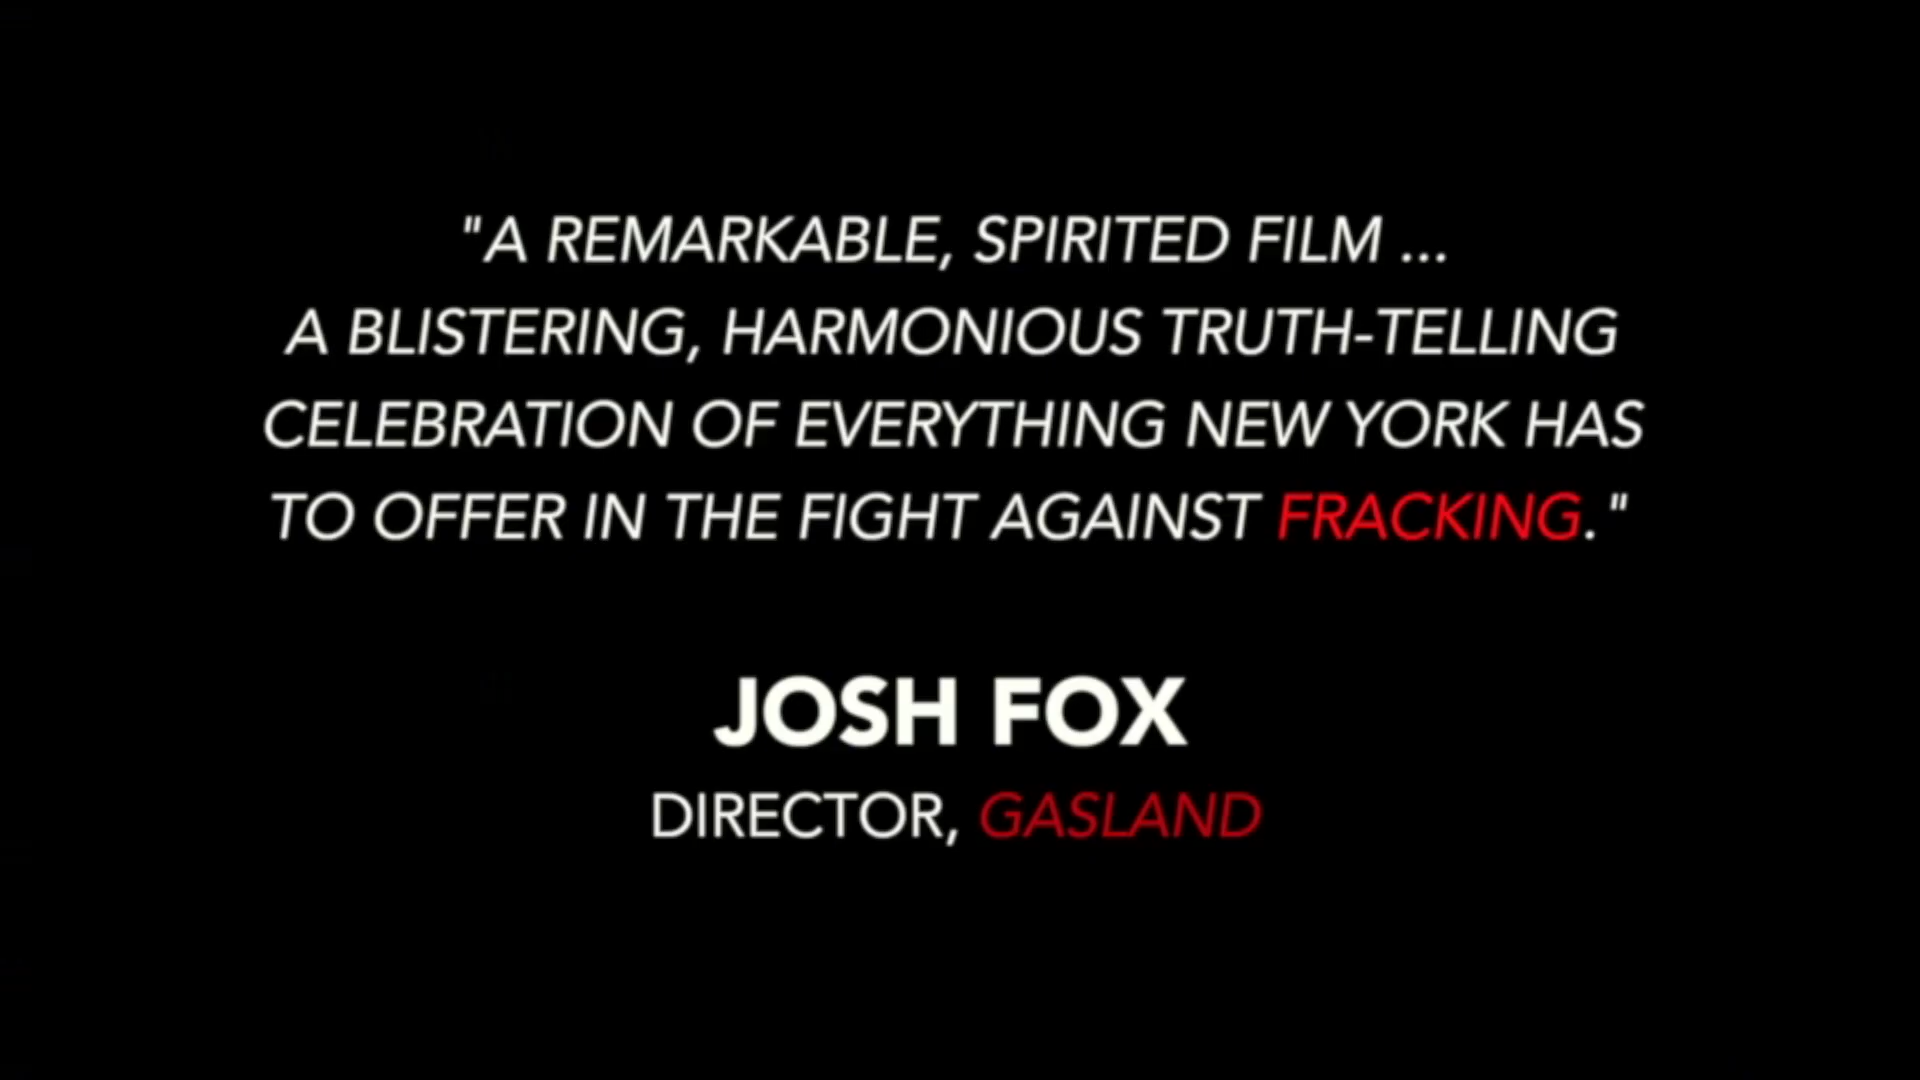 "A REMARKABLE, SPIRITED FILM ...
A BLISTERING, HARMONIOUS TRUTH-TELLING
CELEBRATION OF EVERYTHING NEW YORK HAS
TO OFFER IN THE FIGHT AGAINST FRACKING."
JOSH FOX
DIRECTOR, GASLAND